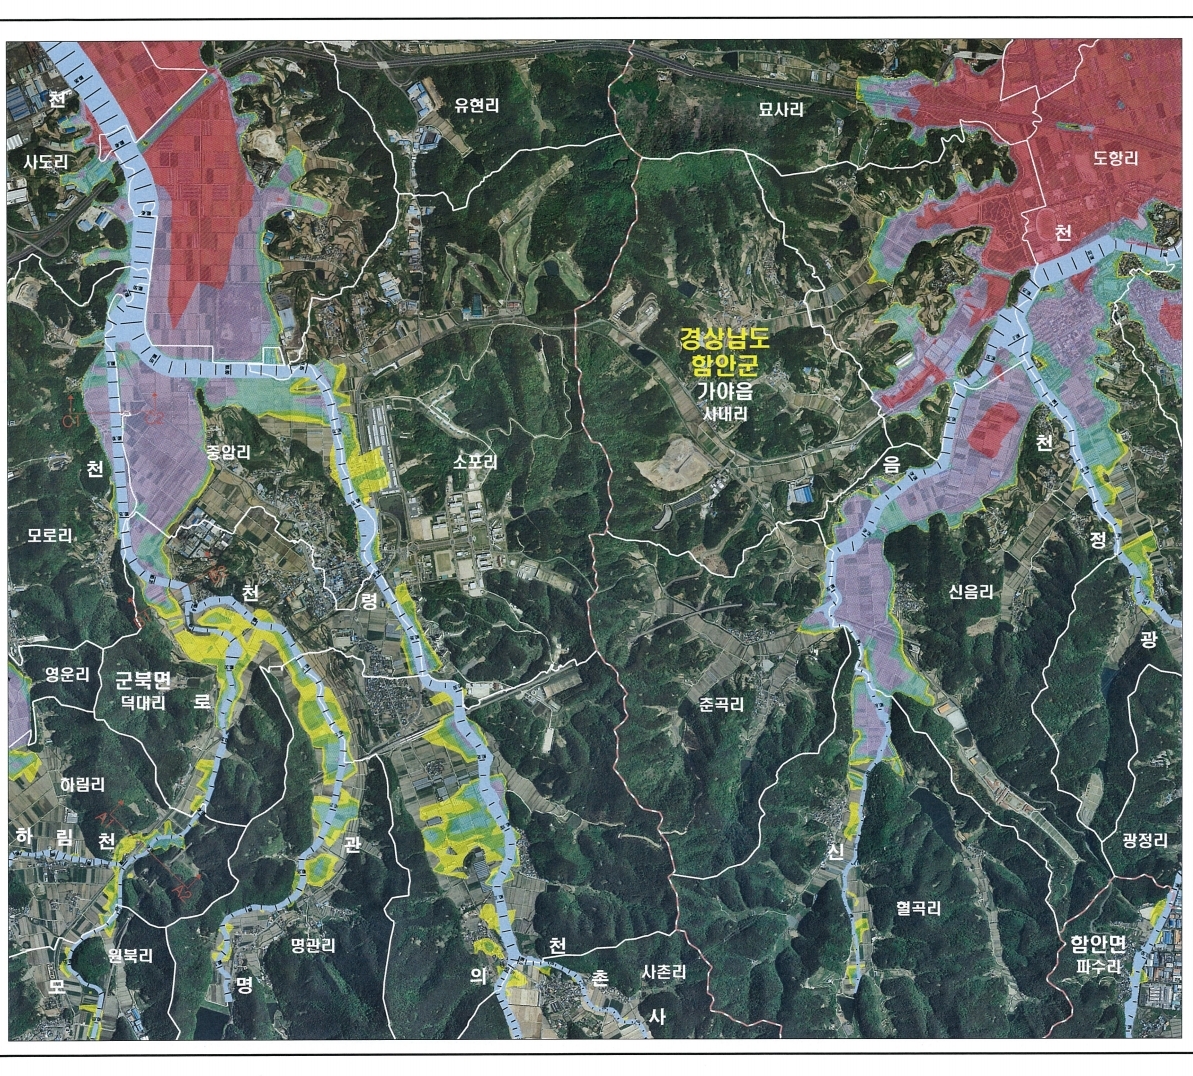 천
유현리
묘사리
사도리
도항리
천
경상남도
함안군
가야읍
사내리
중암리
천
소포리
음
천
모로리
정
천
령
신음리
광
영운리
군북면
덕대리
로
춘곡리
하림리
하 림 천
관
신
광정리
혈곡리
원북리
명관리
천
함안면
파수리
의
촌
사촌리
모
명
사